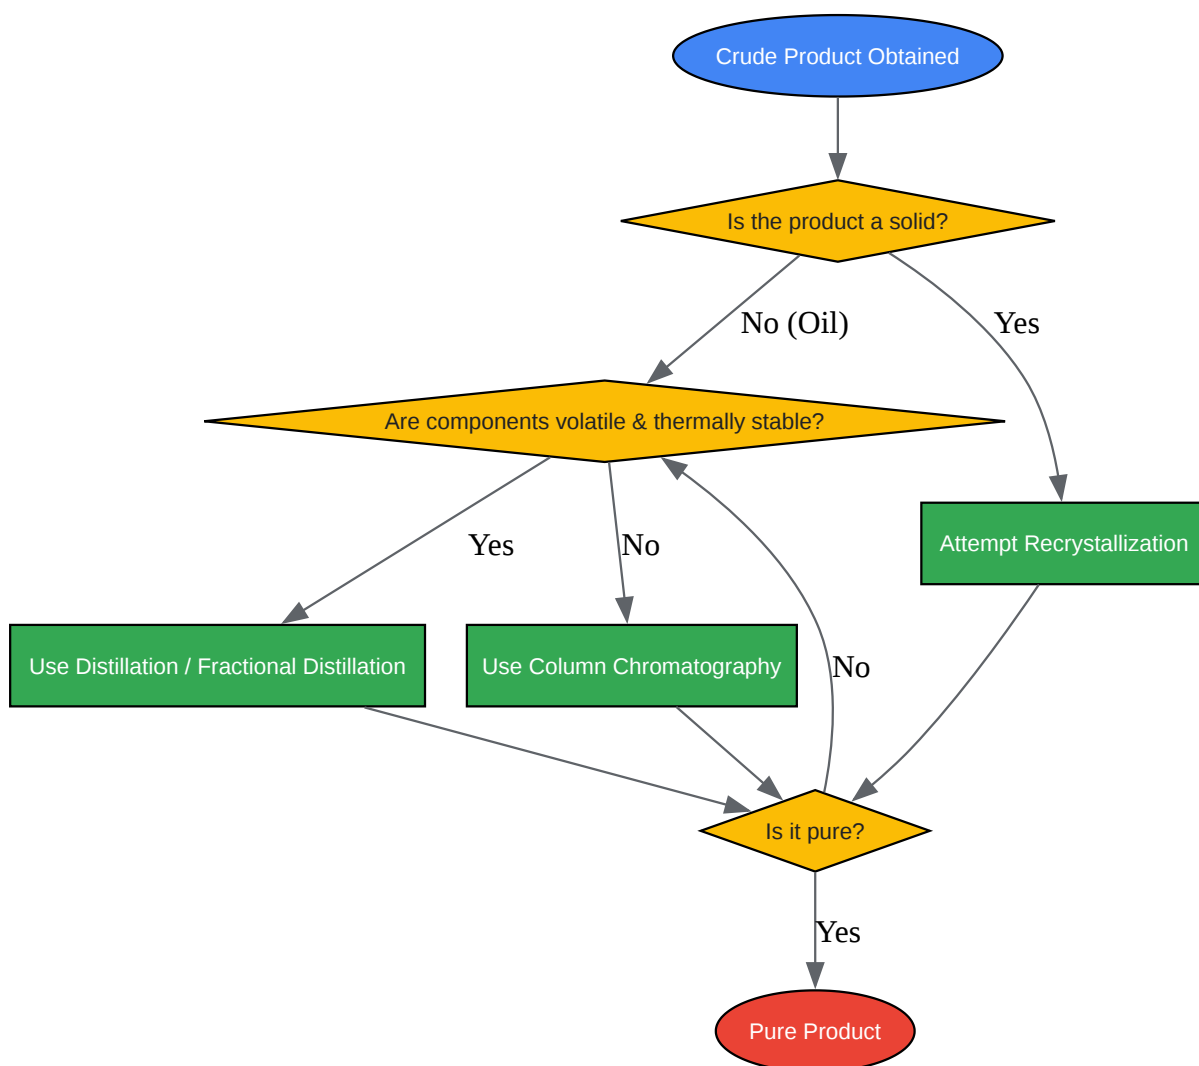 Crude Product Obtained
Is the product a solid?
No (Oil)
Yes
Are components volatile & thermally stable?
Yes
No
Attempt Recrystallization
Use Distillation / Fractional Distillation
Use Column Chromatography
No
Is it pure?
Yes
Pure Product